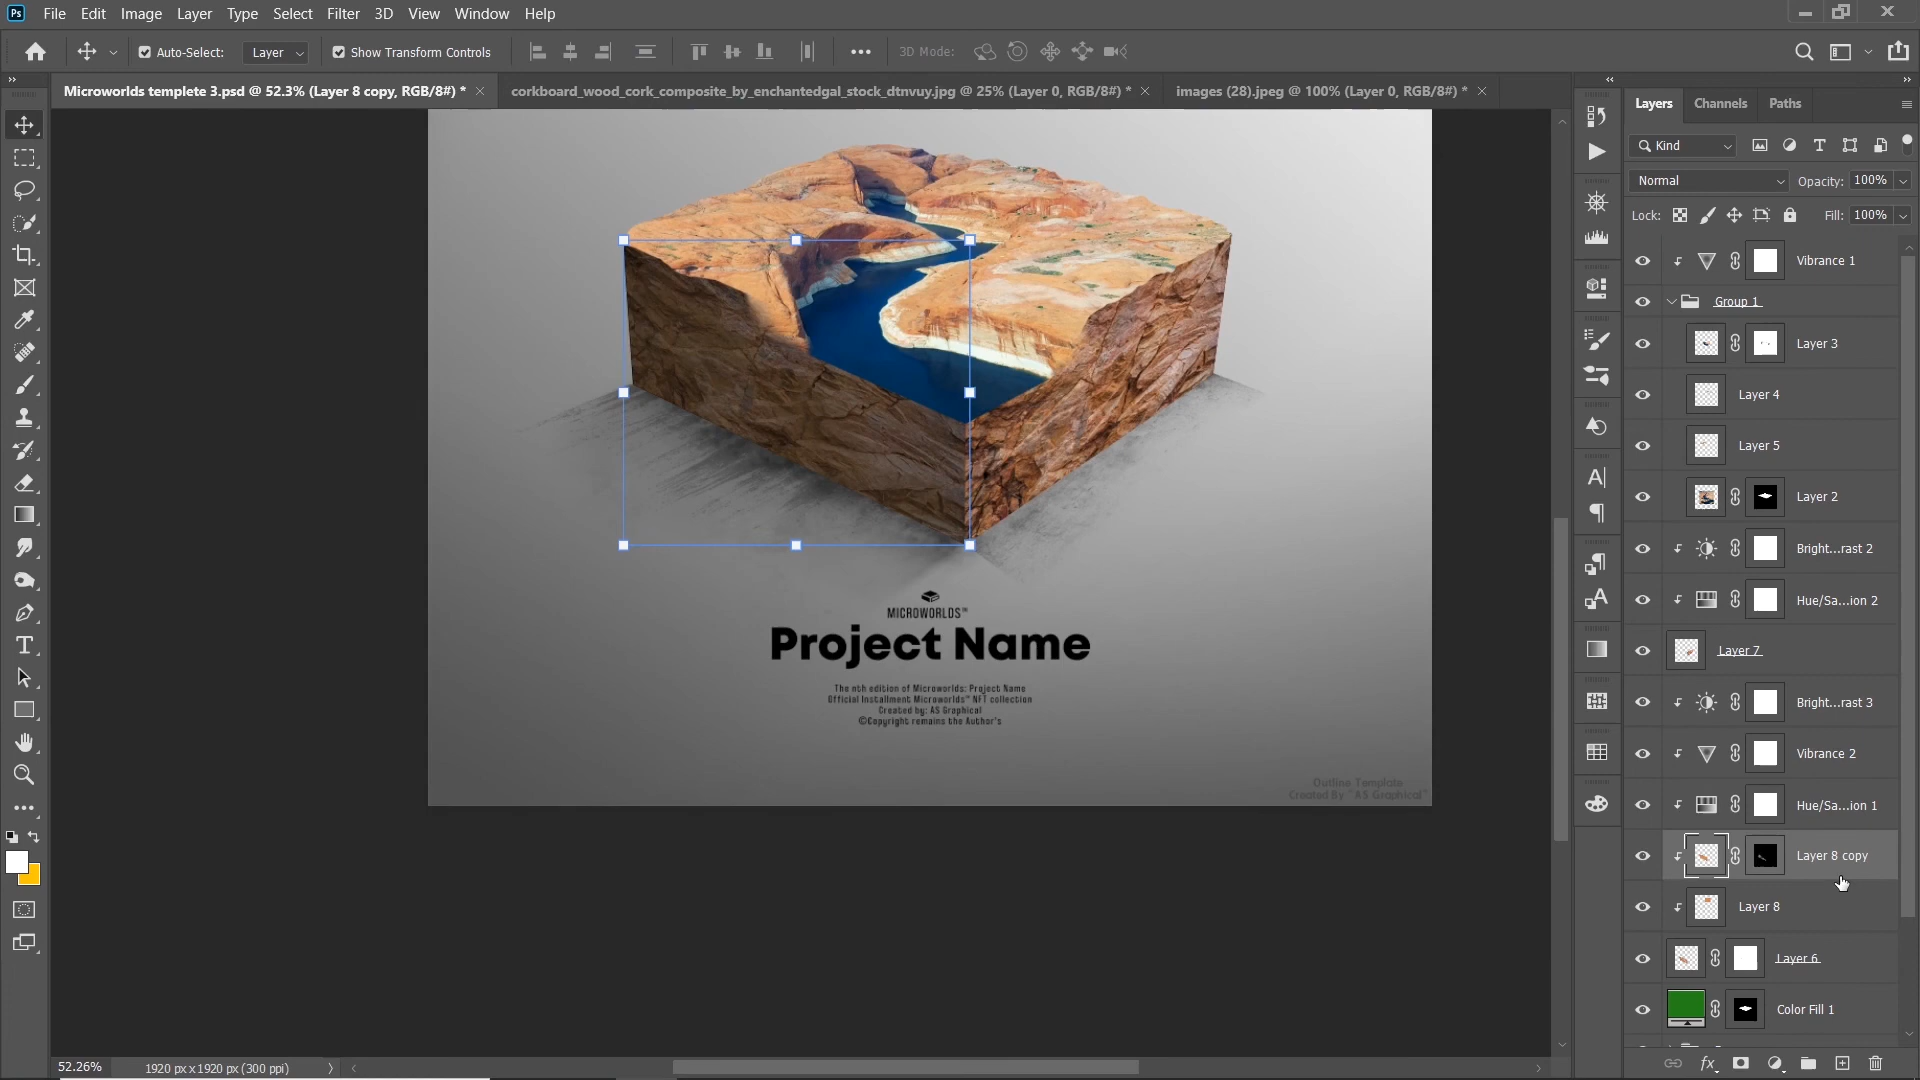 Ps File Edit Image Layer Type Select Filter 3D View Window Help
Auto-Select: Layer Show Transform Controls 3D Mode:
Microworlds templete 3.psd @ 52.3% (Layer 8 copy, RGB/8#) * corkboard_wood_cork_composite_by_enchantedgal_stock_dtnvuy.jpg @ 25% (Layer 0, RGB/8#) * images (28).jpeg @ 100% (Layer 0, RGB/8#) *
Layers Channels Paths
Kind
Normal Opacity: 100%
Lock: Fill: 100%
Vibrance 1
Group 1
Layer 3
Layer 4
Layer 5
Layer 2
Bright...rast 2
Hue/Sa...ion 2
Layer 7
Bright...rast 3
Vibrance 2
Hue/Sa...ion 1
Layer 8 copy
Layer 8
Layer 6
Color Fill 1
MICROWORLDS™
Project Name
The nth edition of Microworlds: Project Name
Official Installment Microworlds™ NFT collection
Created by: AS Graphical
©Copyright remains the Author's
Outline Template
Created By "AS Graphical"
52.26% 1920 px x 1920 px (300 ppi)